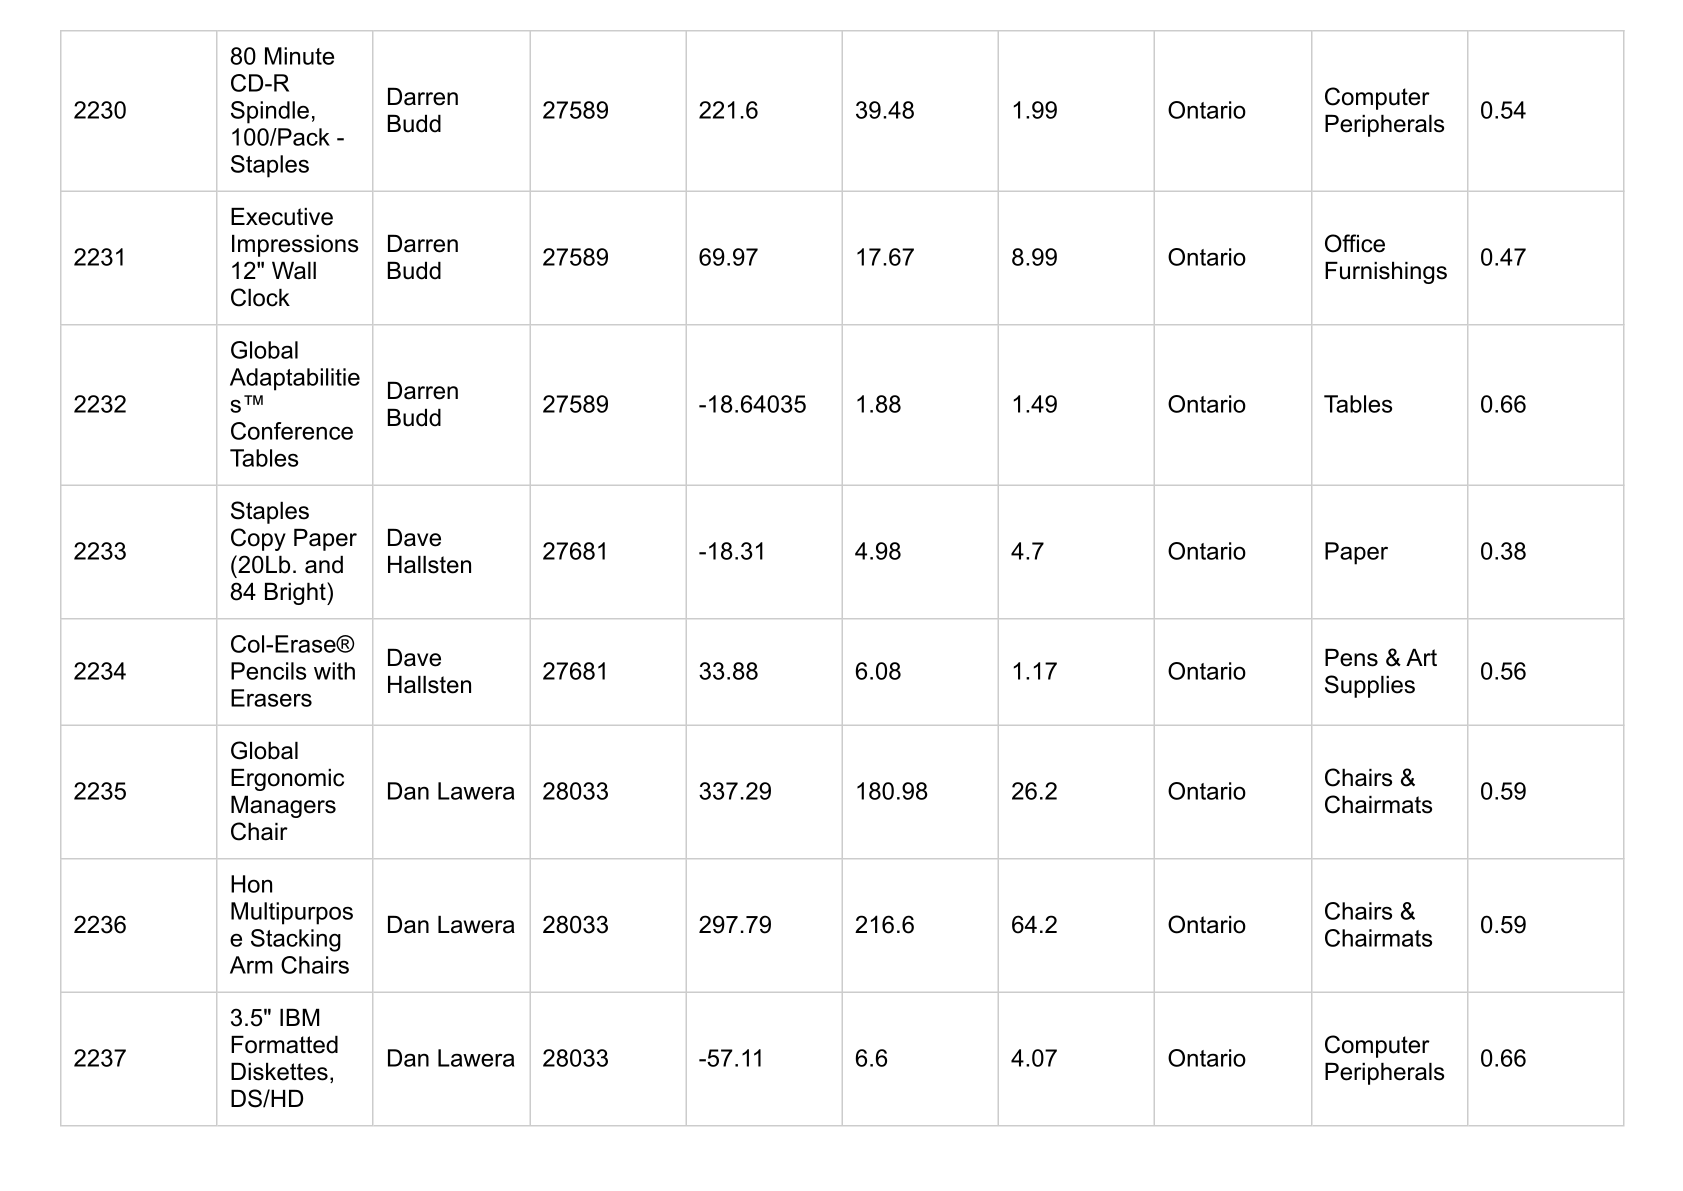 2230 80 Minute CD-R Spindle, 100/Pack - Staples Darren Budd 27589 221.6 39.48 1.99 Ontario Computer Peripherals 0.54
2231 Executive Impressions 12" Wall Clock Darren Budd 27589 69.97 17.67 8.99 Ontario Office Furnishings 0.47
2232 Global Adaptabilities™ Conference Tables Darren Budd 27589 -18.64035 1.88 1.49 Ontario Tables 0.66
2233 Staples Copy Paper (20Lb. and 84 Bright) Dave Hallsten 27681 -18.31 4.98 4.7 Ontario Paper 0.38
2234 Col-Erase® Pencils with Erasers Dave Hallsten 27681 33.88 6.08 1.17 Ontario Pens & Art Supplies 0.56
2235 Global Ergonomic Managers Chair Dan Lawera 28033 337.29 180.98 26.2 Ontario Chairs & Chairmats 0.59
2236 Hon Multipurpose Stacking Arm Chairs Dan Lawera 28033 297.79 216.6 64.2 Ontario Chairs & Chairmats 0.59
2237 3.5" IBM Formatted Diskettes, DS/HD Dan Lawera 28033 -57.11 6.6 4.07 Ontario Computer Peripherals 0.66